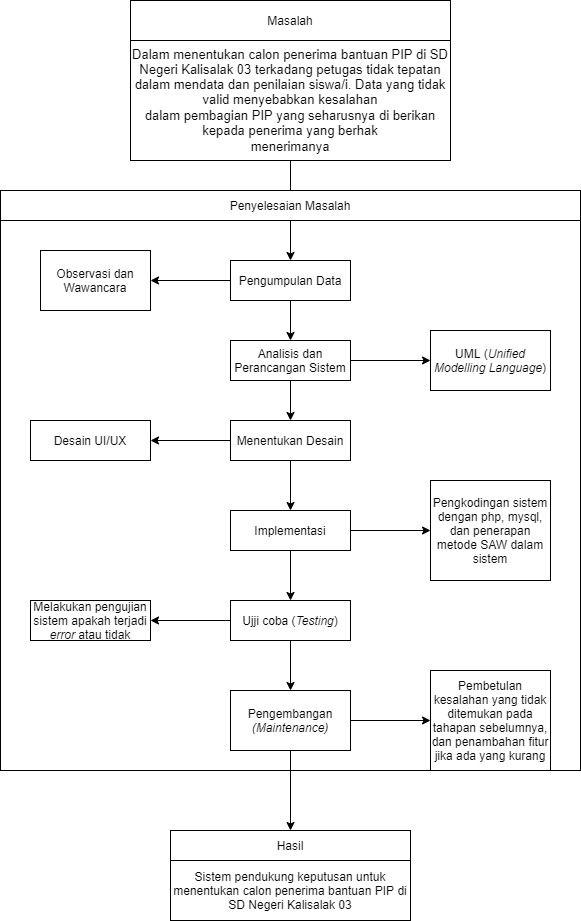 Masalah
Dalam menentukan calon penerima bantuan PIP di SD
Negeri Kalisalak 03 terkadang petugas tidak tepatan
dalam mendata dan penilaian siswa/i. Data yang tidak
valid menyebabkan kesalahan
dalam pembagian PIP yang seharusnya di berikan
kepada penerima yang berhak
menerimanya
Penyelesaian Masalah
Observasi dan
Wawancara
Pengumpulan Data
Analisis dan
Perancangan Sistem
UML (Unified
Modelling Language)
Desain UI/UX
Menentukan Desain
Implementasi
Pengkodingan sistem
dengan php, mysql,
dan penerapan
metode SAW dalam
sistem
Melakukan pengujian
sistem apakah terjadi
error atau tidak
Ujji coba (Testing)
Pengembangan
(Maintenance)
Pembetulan
kesalahan yang tidak
ditemukan pada
tahapan sebelumnya,
dan penambahan fitur
jika ada yang kurang
Hasil
Sistem pendukung keputusan untuk
menentukan calon penerima bantuan PIP di
SD Negeri Kalisalak 03